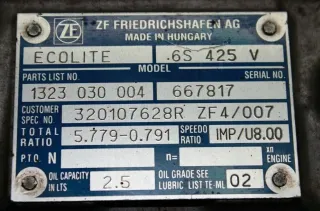 ZF FRIEDRICHSHAFEN AG
ZF
MADE IN HUNGARY
ECOLITE 6S 425 V
MODEL
PARTS LIST NO. SERIAL NO.
1323 030 004 667817
CUSTOMER SPEC NO 320107628R ZF4/007
TOTAL RATIO 5.779-0.791 SPEEDO RATIO IMP/U8.00
PTO. N n= xn ENGINE
OIL CAPACITY IN LTS 2.5 OIL GRADE SEE LUBRIC LIST TE ML 02